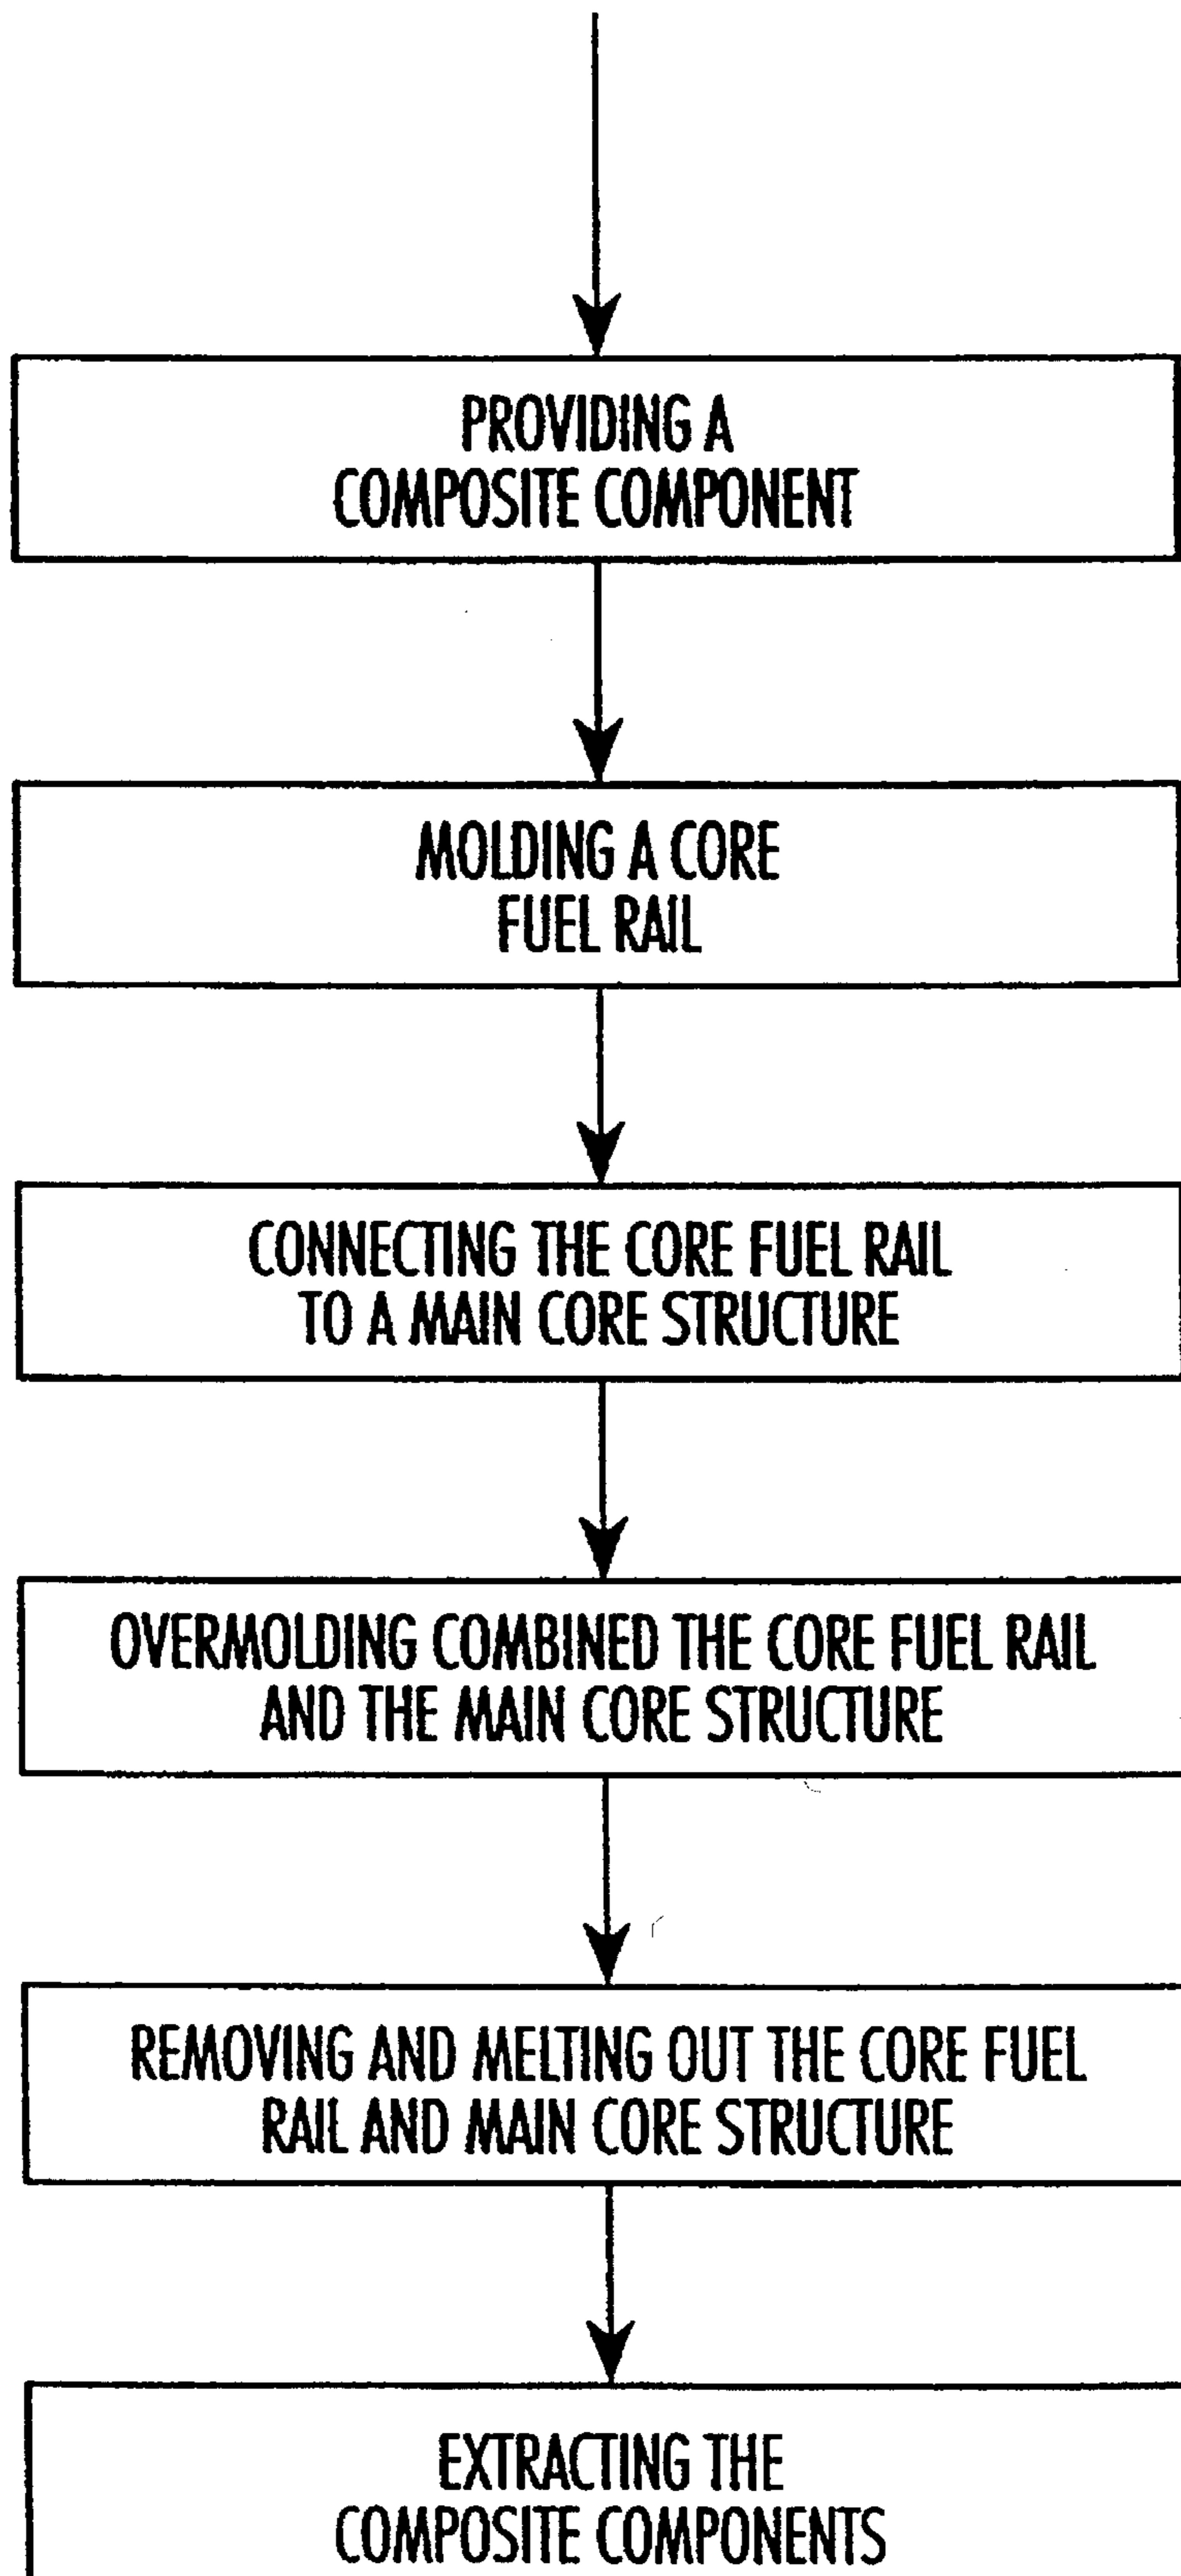 PROVIDING A
COMPOSITE COMPONENT
MOLDING A CORE
FUEL RAIL
CONNECTING THE CORE FUEL RAIL
TO A MAIN CORE STRUCTURE
OVERMOLDING COMBINED THE CORE FUEL RAIL
AND THE MAIN CORE STRUCTURE
REMOVING AND MELTING OUT THE CORE FUEL
RAIL AND MAIN CORE STRUCTURE
EXTRACTING THE
COMPOSITE COMPONENTS